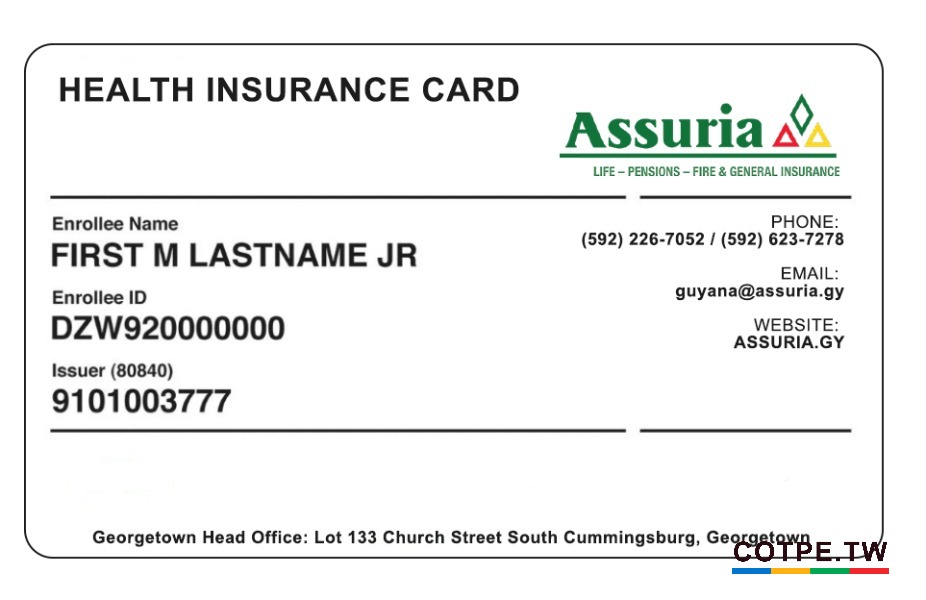 HEALTH INSURANCE CARD
Assuria
LIFE – PENSIONS – FIRE & GENERAL INSURANCE
Enrollee Name
FIRST M LASTNAME JR
Enrollee ID
DZW920000000
Issuer (80840)
9101003777
PHONE:
(592) 226-7052 / (592) 623-7278
EMAIL:
guyana@assuria.gy
WEBSITE:
ASSURIA.GY
Georgetown Head Office: Lot 133 Church Street South Cummingsburg, Georgetown
COTPE.TW